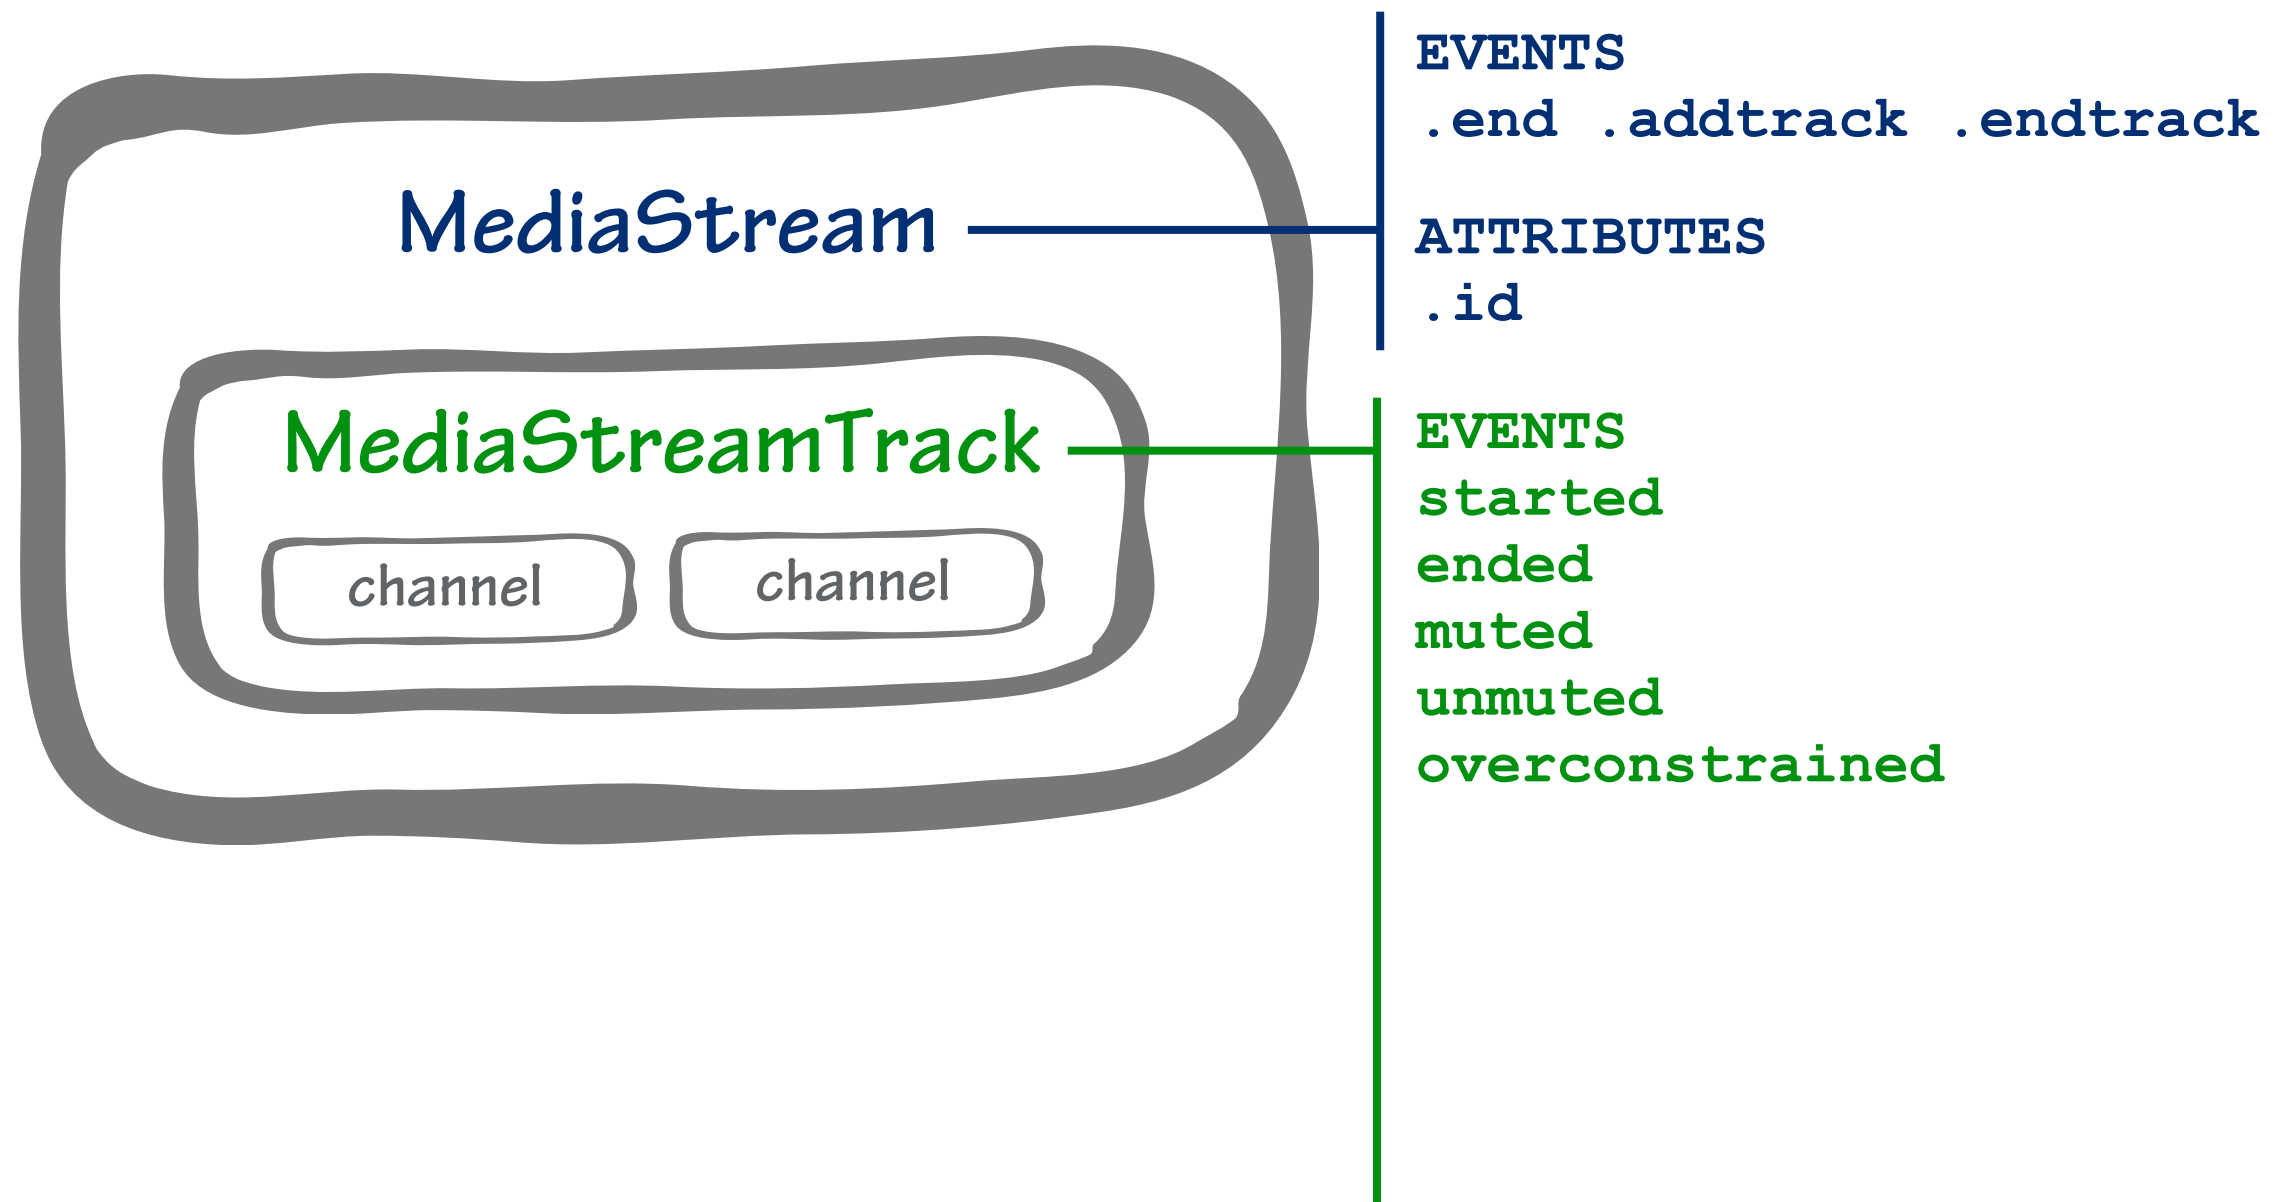 MediaStream
MediaStreamTrack
channel
channel
EVENTS
.end .addtrack .endtrack
ATTRIBUTES
.id
EVENTS
started
ended
muted
unmuted
overconstrained